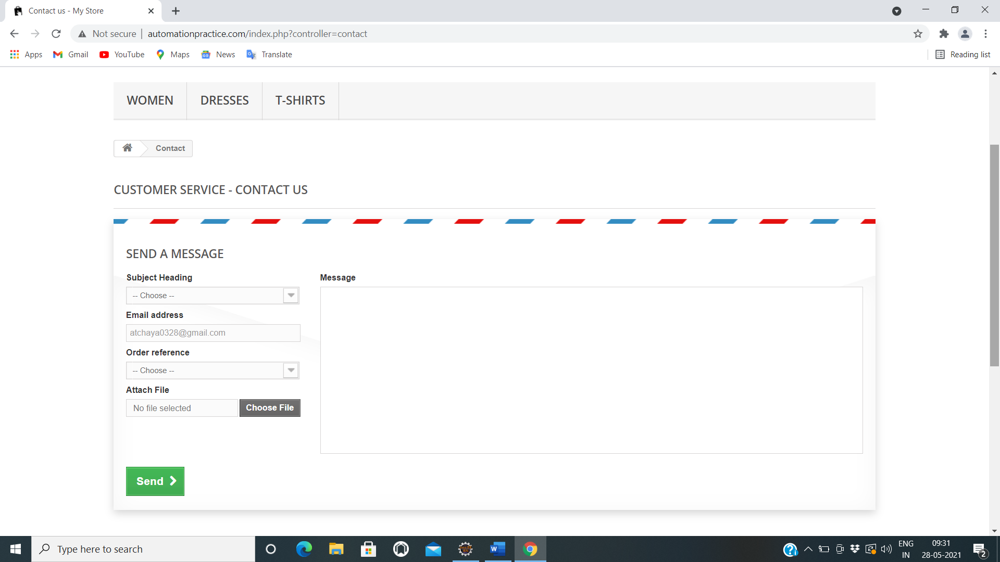 Contact us - My Store
Not secure | automationpractice.com/index.php?controller=contact
Apps Gmail YouTube Maps News Translate Reading list
WOMEN DRESSES T-SHIRTS
Contact
CUSTOMER SERVICE - CONTACT US
SEND A MESSAGE
Subject Heading Message
-- Choose --
Email address
atchaya0328@gmail.com
Order reference
-- Choose --
Attach File
No file selected Choose File
Send
Type here to search
ENG 09:31
IN 28-05-2021 2